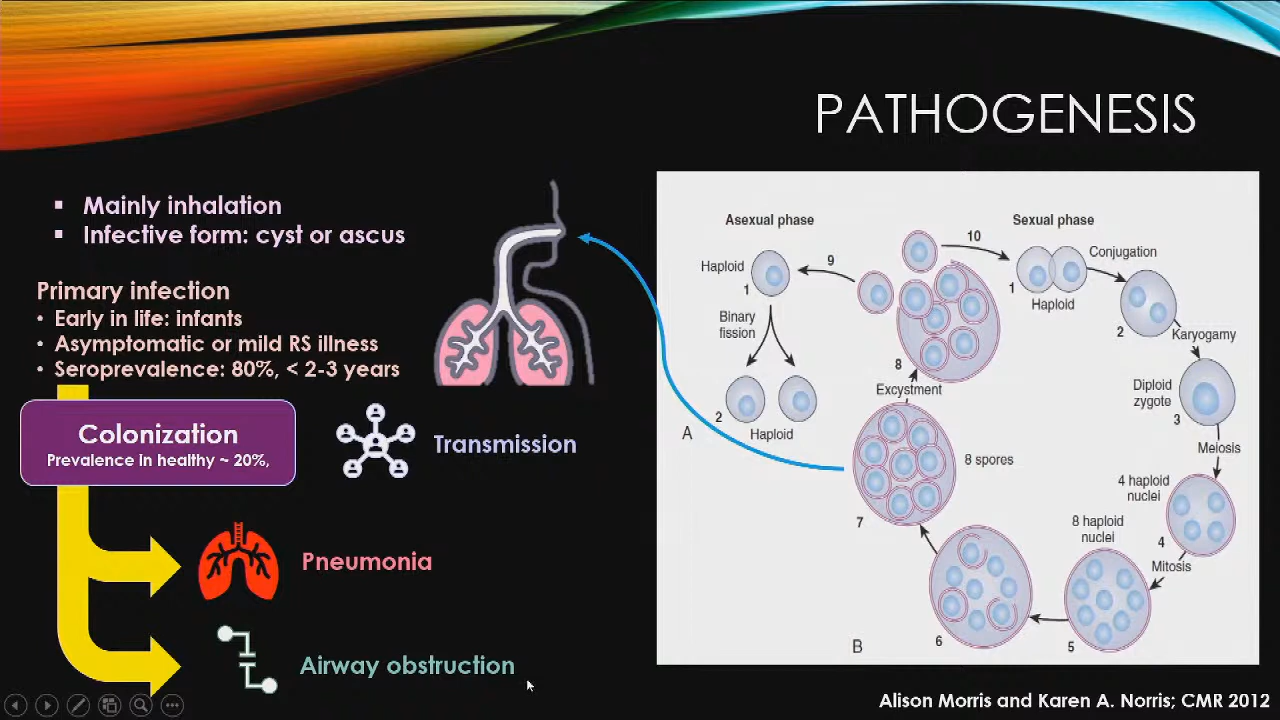 PATHOGENESIS
▪ Mainly inhalation
▪ Infective form: cyst or ascus
Primary infection
• Early in life: infants
• Asymptomatic or mild RS illness
• Seroprevalence: 80%, < 2-3 years
Colonization
Prevalence in healthy ~ 20%,
Transmission
Pneumonia
Airway obstruction
Asexual phase
Sexual phase
10
9
Haploid
1
Binary
fission
2
Haploid
A
Conjugation
1
Haploid
2
Karyogamy
Diploid
zygote
3
Meiosis
4 haploid
nuclei
4
Mitosis
8 haploid
nuclei
5
6
B
7
8 spores
Excystment
8
Alison Morris and Karen A. Norris; CMR 2012